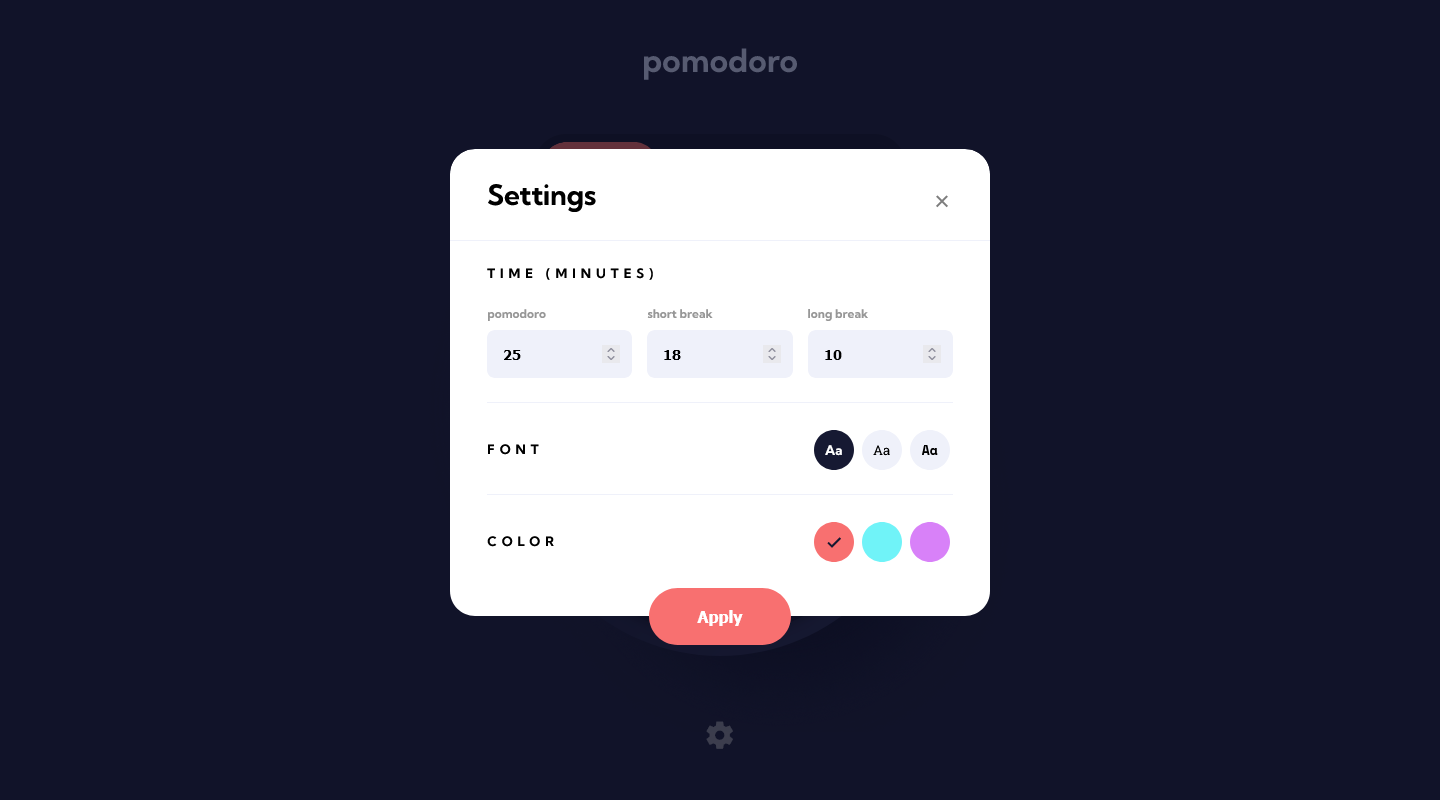 pomodoro
Settings
TIME (MINUTES)
pomodoro short break long break
25 18 10
FONT Aa Aa Aa
COLOR
Apply